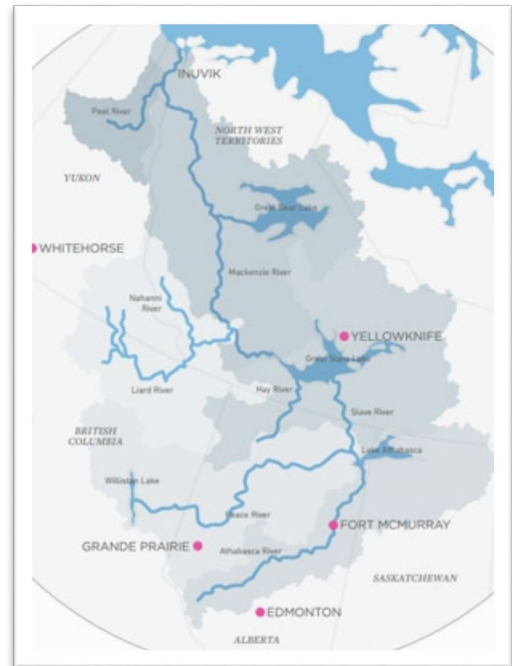 INUVIK
Peel River
NORTH WEST
TERRITORIES
YUKON
Great Bear Lake
WHITEHORSE
Mackenzie River
Nahanni
River
YELLOWKNIFE
Great Slave Lake
Liard River
Hay River
Slave River
BRITISH
COLUMBIA
Lake Athabasca
Williston Lake
Peace River
FORT MCMURRAY
GRANDE PRAIRIE
Athabasca River
SASKATCHEWAN
EDMONTON
ALBERTA